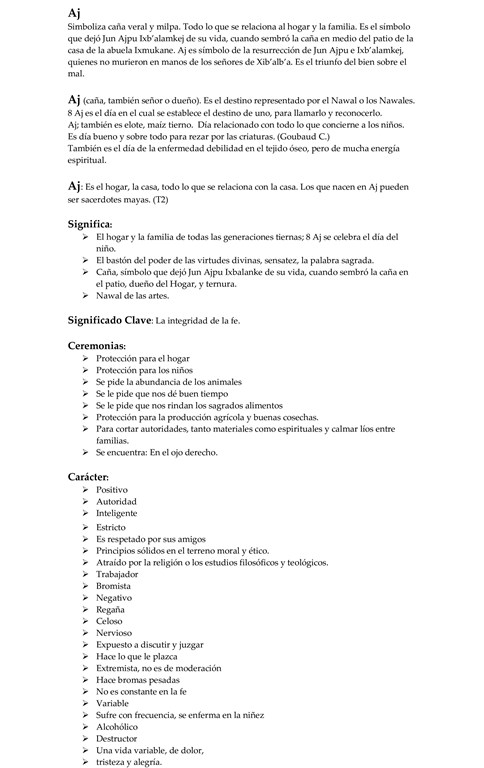 Aj
Simboliza caña veral y milpa. Todo lo que se relaciona al hogar y la familia. Es el símbolo
que dejó Jun Ajpu Ixb'alamkej de su vida, cuando sembró la caña en medio del patio de la
casa de la abuela Ixmukane. Aj es símbolo de la resurrección de Jun Ajpu e Ixb'alamkej,
quienes no murieron en manos de los señores de Xib'alb'a. Es el triunfo del bien sobre el
mal.
Aj (caña, también señor o dueño). Es el destino representado por el Nawal o los Nawales.
8 Aj es el día en el cual se establece el destino de uno, para llamarlo y reconocerlo.
Aj; también es elote, maíz tierno. Día relacionado con todo lo que concierne a los niños.
Es día bueno y sobre todo para rezar por las criaturas. (Goubaud C.)
También es el día de la enfermedad debilidad en el tejido óseo, pero de mucha energía
espiritual.
Aj: Es el hogar, la casa, todo lo que se relaciona con la casa. Los que nacen en Aj pueden
ser sacerdotes mayas. (T2)
Significa:
➤ El hogar y la familia de todas las generaciones tiernas; 8 Aj se celebra el día del
niño.
➤ El bastón del poder de las virtudes divinas, sensatez, la palabra sagrada.
➤ Caña, símbolo que dejó Jun Ajpu Ixbalanke de su vida, cuando sembró la caña en
el patio, dueño del Hogar, y ternura.
➤ Nawal de las artes.
Significado Clave: La integridad de la fe.
Ceremonias:
➤ Protección para el hogar
➤ Protección para los niños
➤ Se pide la abundancia de los animales
➤ Se le pide que nos dé buen tiempo
➤ Se le pide que nos rindan los sagrados alimentos
➤ Protección para la producción agrícola y buenas cosechas.
➤ Para cortar autoridades, tanto materiales como espirituales y calmar líos entre
familias.
➤ Se encuentra: En el ojo derecho.
Carácter:
➤ Positivo
➤ Autoridad
➤ Inteligente
➤ Estricto
➤ Es respetado por sus amigos
➤ Principios sólidos en el terreno moral y ético.
➤ Atraído por la religión o los estudios filosóficos y teológicos.
➤ Trabajador
➤ Bromista
➤ Negativo
➤ Regaña
➤ Celoso
➤ Nervioso
➤ Expuesto a discutir y juzgar
➤ Hace lo que le plazca
➤ Extremista, no es de moderación
➤ Hace bromas pesadas
➤ No es constante en la fe
➤ Variable
➤ Sufre con frecuencia, se enferma en la niñez
➤ Alcohólico
➤ Destructor
➤ Una vida variable, de dolor,
➤ tristeza y alegría.